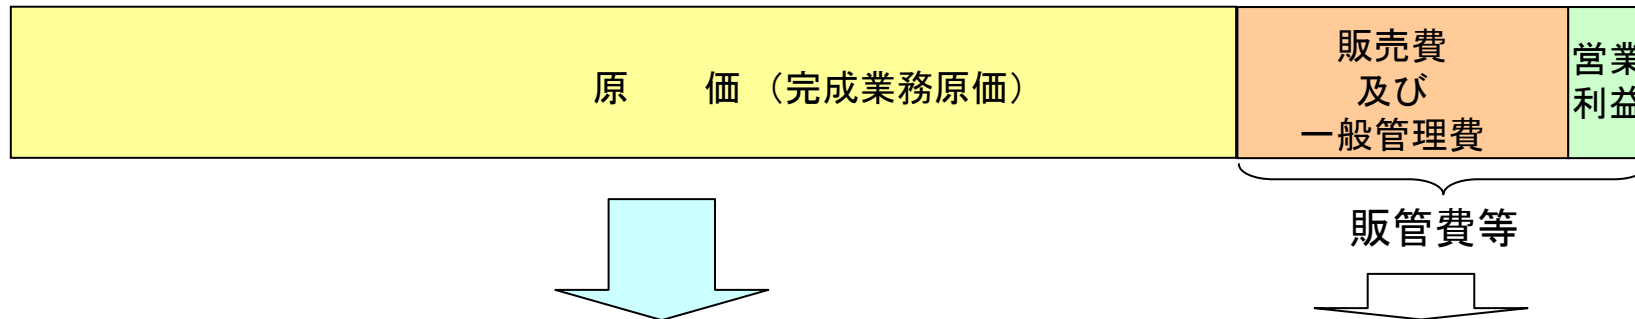 原　　価（完成業務原価）
販売費
及び
一般管理費
営業
利益
販管費等